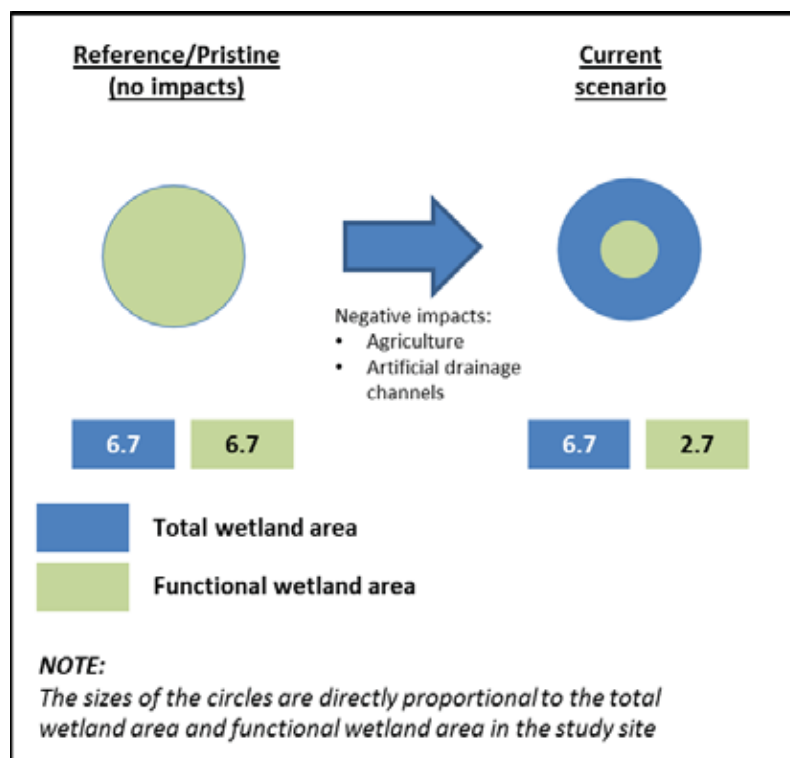 Reference/Pristine
(no impacts)
Current
scenario
Negative impacts:
• Agriculture
• Artificial drainage
channels
6.7
6.7
6.7
2.7
Total wetland area
Functional wetland area
NOTE:
The sizes of the circles are directly proportional to the total
wetland area and functional wetland area in the study site